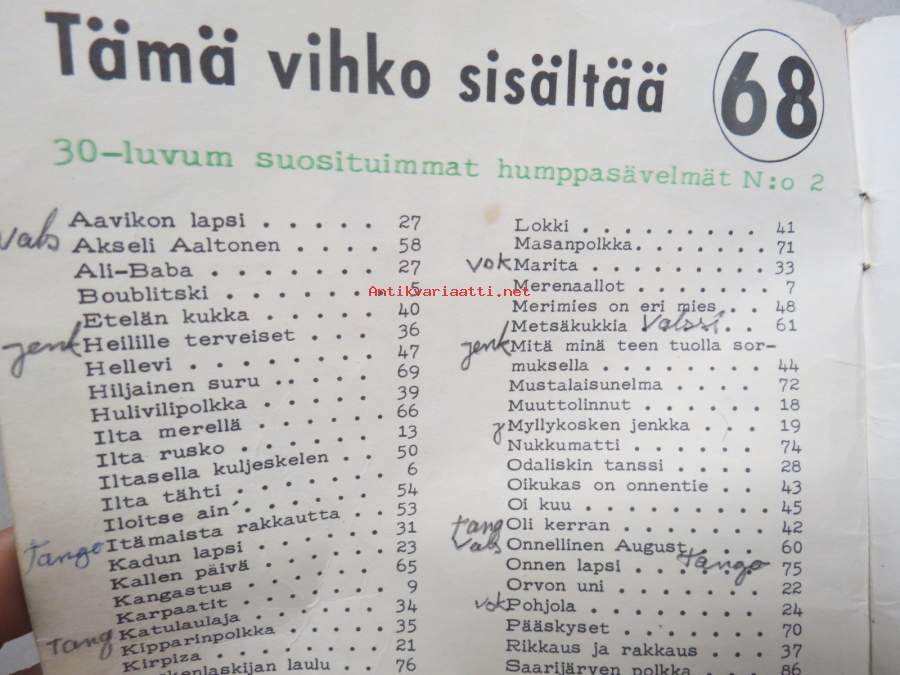 Tämä vihko sisältää 68
30-luvum suosituimmat humppasävelmät N:o 2
Aavikon lapsi . . . . . 27
vals Akseli Aaltonen . . . . 58
Ali-Baba . . . . . . . 27
Boublitski . . . . . . . 5
Etelän kukka . . . . . 40
jenk Heilille terveiset . . . 36
Hellevi . . . . . . . . 47
Hiljainen suru . . . . . 69
Hulivilipolkka . . . . . 39
Ilta merellä . . . . . . 66
Ilta rusko . . . . . . . 13
Iltasella kuljeskelen . . 50
Ilta tähti . . . . . . . 6
Iloitse ain' . . . . . . 54
Tango Itämaista rakkautta . . 53
Kadun lapsi . . . . . . 31
Kallen päivä . . . . . . 23
Kangastus . . . . . . . 65
Karpaatit . . . . . . . 9
Katulaulaja . . . . . . 34
Tang Kipparinpolkka . . . . . 35
Kirpiza . . . . . . . . 21
kenlaskijan laulu . . 76
Lokki . . . . . . . . . 41
Masanpolkka . . . . . . 71
vok Marita . . . . . . . . 33
Merenaallot . . . . . . 7
Merimies on eri mies . . 48
Metsäkukkia Valssi . . 61
jenk Mitä minä teen tuolla sor-
muksella . . . . . . . 44
Mustalaisunelma . . . . 72
Muuttolinnut . . . . . . 18
j Myllykosken jenkka . . . 19
Nukkumatti . . . . . . . 74
Odaliskin tanssi . . . . 28
Oikukas on onnentie . . 43
Oi kuu . . . . . . . . . 45
tang Oli kerran . . . . . . . 42
Vals Onnellinen August . . . 60
Onnen lapsi . . Tango 75
Orvon uni . . . . . . . 22
vok Pohjola . . . . . . . . 24
Pääskyset . . . . . . . 70
Rikkaus ja rakkaus . . . 37
Saarijärven polkka . . . 86
Antikvariaatti.net